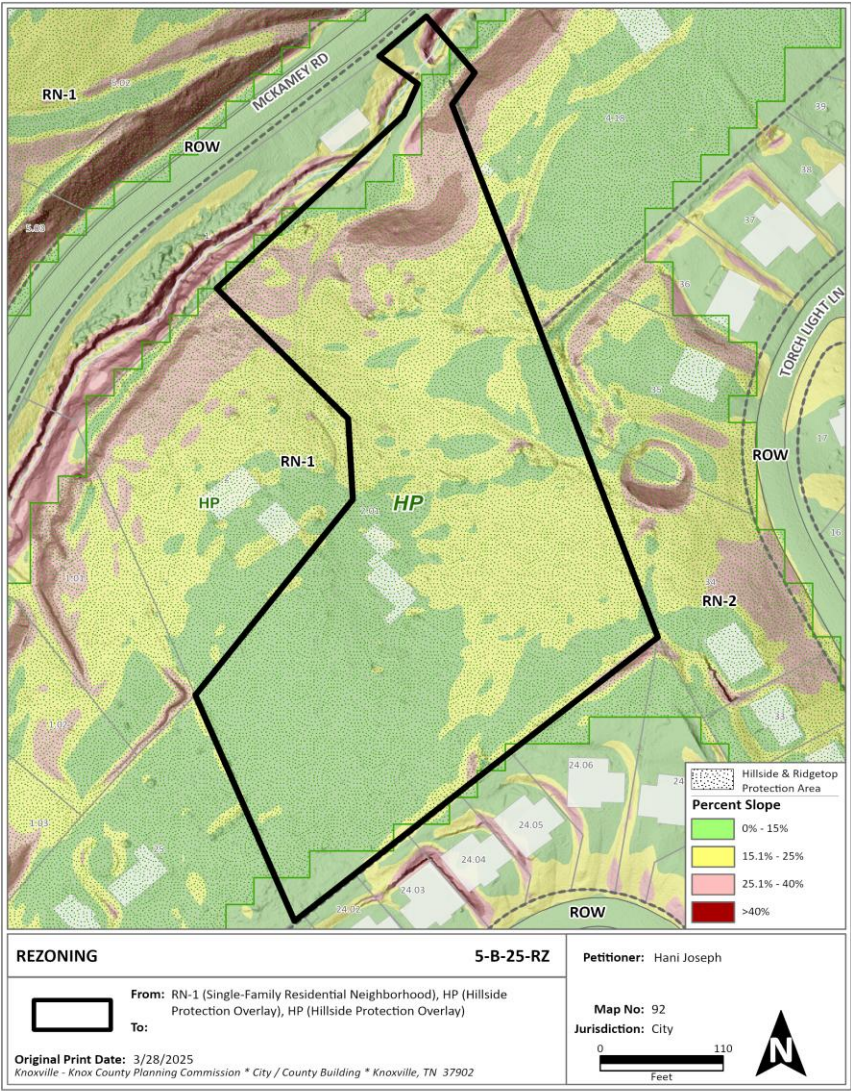 MCKAMEY RD
RN-1
5.02
ROW
5.03
4.18
39
38
37
36
TORCH LIGHT LN
35
17
ROW
RN-1
HP
HP
16
1.01
34
RN-2
33
24.06
24
24.05
24.04
24.03
24.02
1.03
25
ROW
Hillside & Ridgetop
Protection Area
Percent Slope
0% - 15%
15.1% - 25%
25.1% - 40%
>40%
REZONING
5-B-25-RZ
From: RN-1 (Single-Family Residential Neighborhood), HP (Hillside
Protection Overlay), HP (Hillside Protection Overlay)
To:
Original Print Date: 3/28/2025
Knoxville - Knox County Planning Commission * City / County Building * Knoxville, TN 37902
Petitioner: Hani Joseph
Map No: 92
Jurisdiction: City
0 110
Feet
N